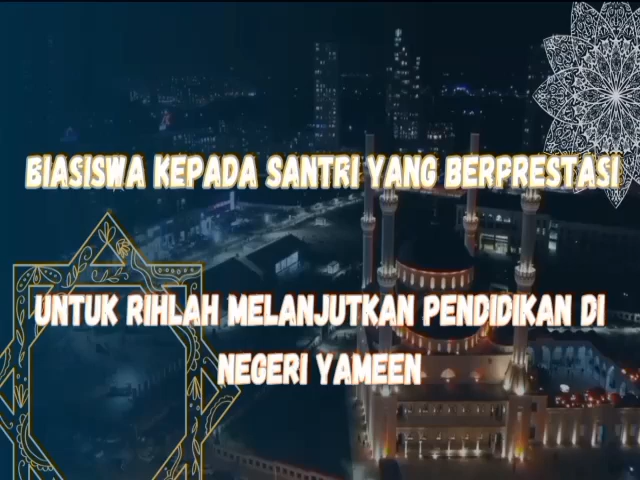 BIASISWA KEPADA SANTRI YANG BERPRESTASI
UNTUK RIHLAH MELANJUTKAN PENDIDIKAN DI
NEGERI YAMEEN